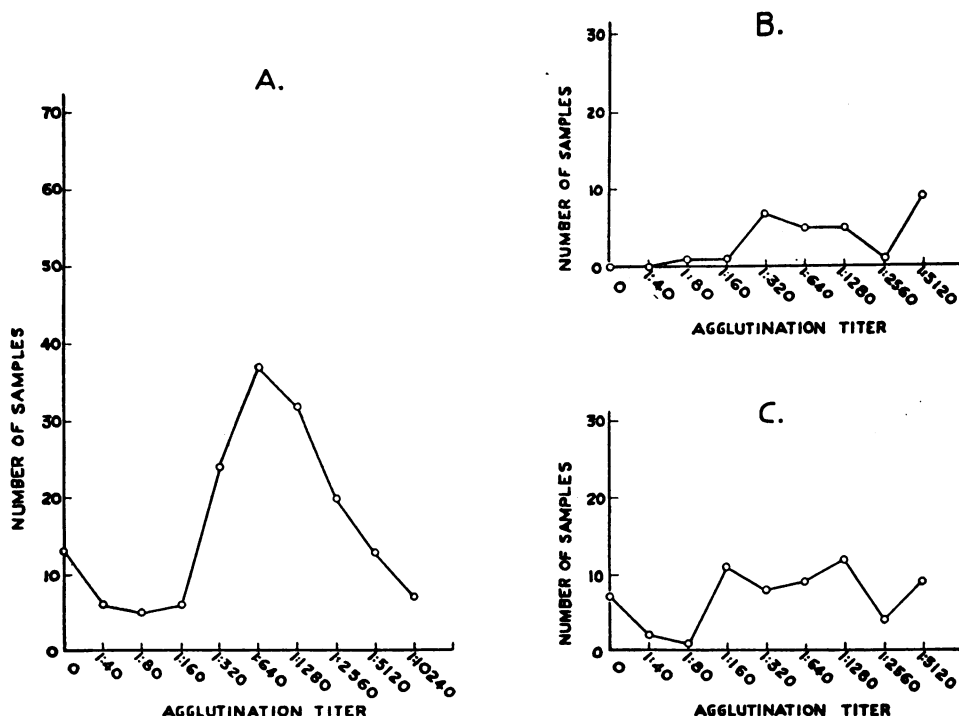 A.
NUMBER OF SAMPLES
70
60
50
40
30
20
10
0
0 1:40 1:80 1:160 1:320 1:640 1:1280 1:2560 1:5120 1:10240
AGGLUTINATION TITER
B.
NUMBER OF SAMPLES
30
20
10
0
0 1:40 1:80 1:160 1:320 1:640 1:1280 1:2560 1:5120
AGGLUTINATION TITER
C.
NUMBER OF SAMPLES
30
20
10
0
0 1:40 1:80 1:160 1:320 1:640 1:1280 1:2560 1:5120
AGGLUTINATION TITER